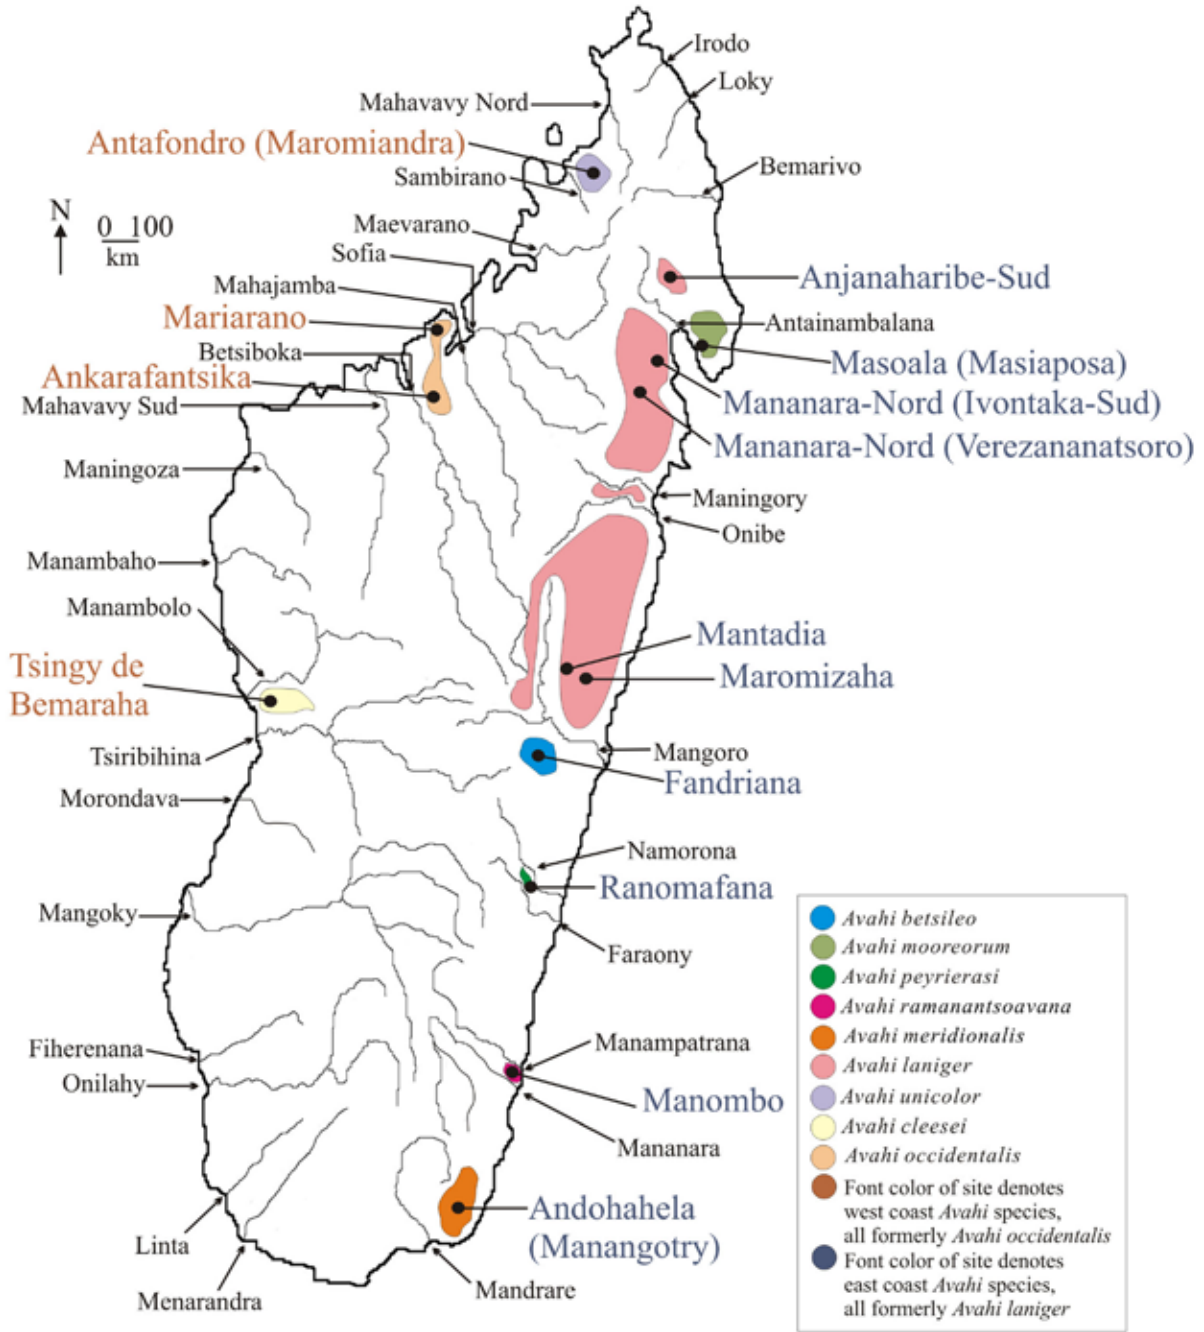 Irodo
Loky
Mahavavy Nord
Antafondro (Maromiandra)
Bemarivo
Sambirano
N
0 100
km
Maevarano
Sofia
Anjanaharibe-Sud
Mahajamba
Mariarano
Antainambalana
Betsiboka
Masoala (Masiaposa)
Ankarafantsika
Mahavavy Sud
Mananara-Nord (Ivontaka-Sud)
Mananara-Nord (Verezananatsoro)
Maningoza
Maningory
Onibe
Manambaho
Manambolo
Mantadia
Tsingy de
Bemaraha
Maromizaha
Tsiribihina
Mangoro
Fandriana
Morondava
Namorona
Ranomafana
Mangoky
Faraony
Manampatrana
Fiherenana
Onilahy
Manombo
Mananara
Andohahela
(Manangotry)
Linta
Mandrare
Menarandra
Avahi betsileo
Avahi mooreorum
Avahi peyrierasi
Avahi ramanantsoavana
Avahi meridionalis
Avahi laniger
Avahi unicolor
Avahi cleesei
Avahi occidentalis
Font color of site denotes
west coast Avahi species,
all formerly Avahi occidentalis
Font color of site denotes
east coast Avahi species,
all formerly Avahi laniger